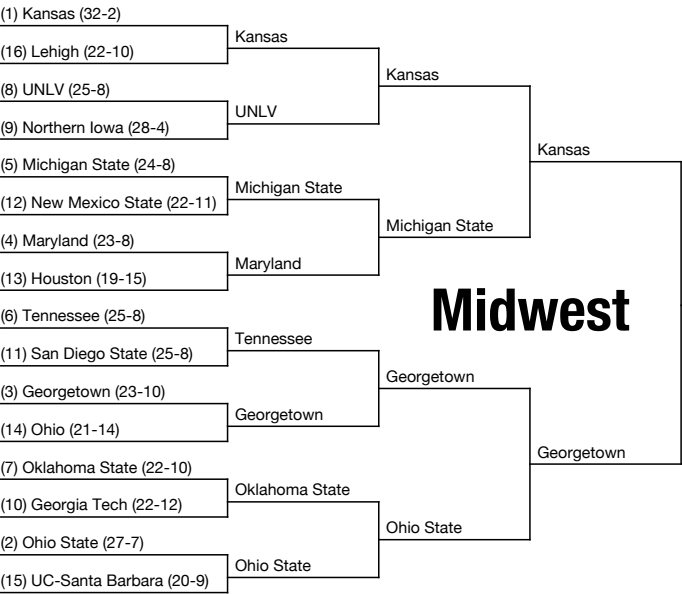 (1) Kansas (32-2)
(16) Lehigh (22-10)
(8) UNLV (25-8)
(9) Northern Iowa (28-4)
(5) Michigan State (24-8)
(12) New Mexico State (22-11)
(4) Maryland (23-8)
(13) Houston (19-15)
(6) Tennessee (25-8)
(11) San Diego State (25-8)
(3) Georgetown (23-10)
(14) Ohio (21-14)
(7) Oklahoma State (22-10)
(10) Georgia Tech (22-12)
(2) Ohio State (27-7)
(15) UC-Santa Barbara (20-9)
Kansas
UNLV
Michigan State
Maryland
Tennessee
Georgetown
Oklahoma State
Ohio State
Kansas
Michigan State
Georgetown
Ohio State
Kansas
Georgetown
Midwest